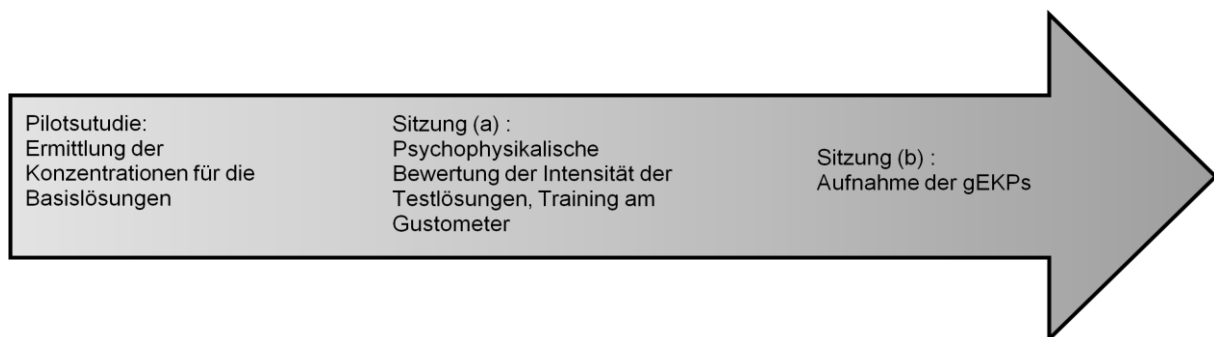 Pilotsutudie:
Ermittlung der
Konzentrationen für die
Basislösungen
Sitzung (a) :
Psychophysikalische
Bewertung der Intensität der
Testlösungen, Training am
Gustometer
Sitzung (b) :
Aufnahme der gEKPs